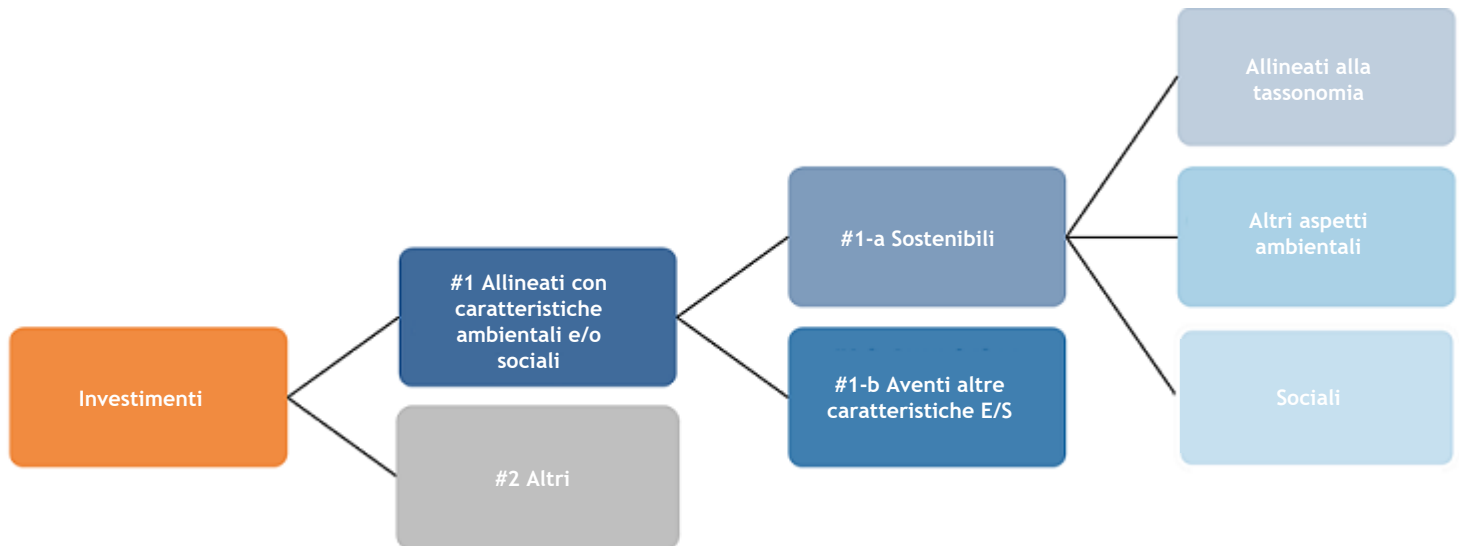 Investimenti
#1 Allineati con
caratteristiche
ambientali e/o
sociali
#2 Altri
#1-a Sostenibili
#1-b Aventi altre
caratteristiche E/S
Allineati alla
tassonomia
Altri aspetti
ambientali
Sociali